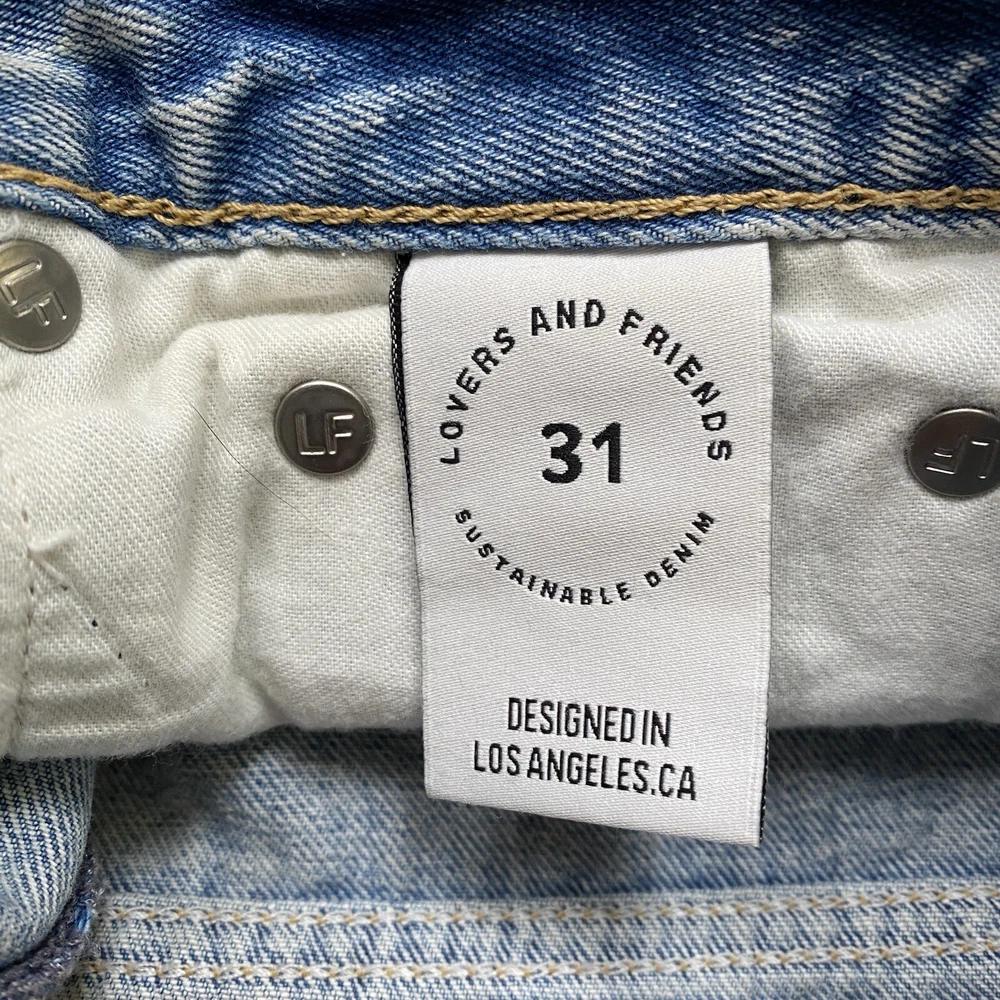 LOVERS AND FRIENDS
31
SUSTAINABLE DENIM
DESIGNED IN
LOS ANGELES.CA
LF
LF
LF